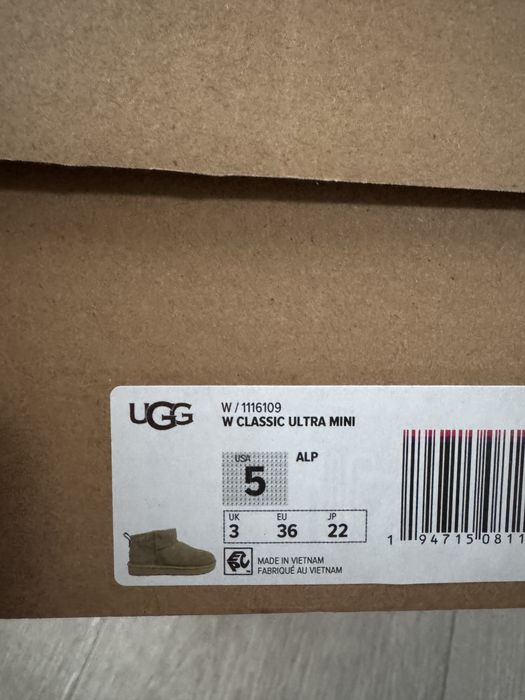 UGG
W / 1116109
W CLASSIC ULTRA MINI
USA
5
ALP
UK EU JP
3 36 22
1 94715 0811
MADE IN VIETNAM
FABRIQUÉ AU VIETNAM